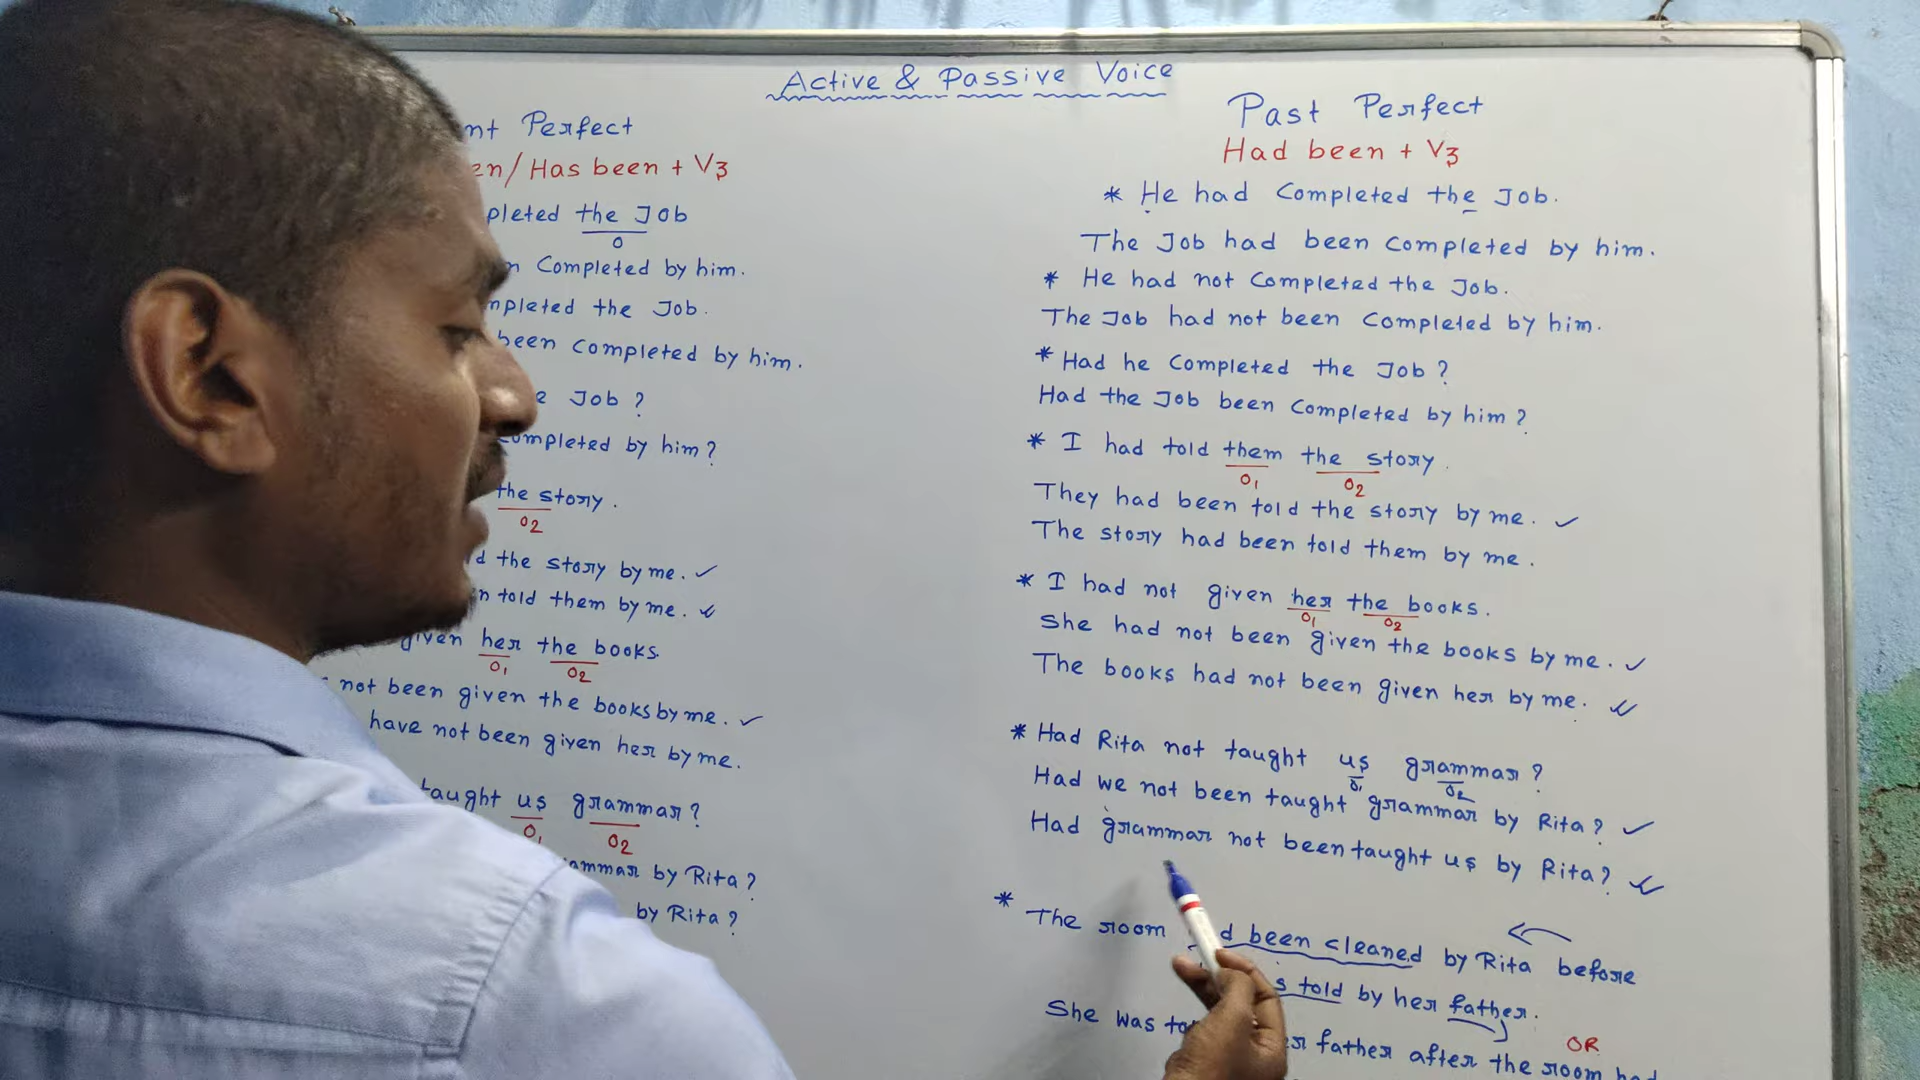 Active & Passive Voice
nt Perfect
en/Has been + V3
pleted the Job
O
n Completed by him.
mpleted the Job.
been completed by him.
e Job?
completed by him?
the story.
O2
d the story by me. ✓
n told them by me. ✓
given her the books
O1 O2
not been given the books by me. ✓
have not been given her by me.
taught us grammar?
O1 O2
ammar by Rita?
by Rita?
Past Perfect
Had been + V3
* He had Completed the Job.
The Job had been completed by him.
* He had not Completed the Job.
The Job had not been Completed by him.
* Had he Completed the Job?
Had the Job been Completed by him?
* I had told them the story.
O1 O2
They had been told the story by me. ✓
The story had been told them by me.
* I had not given her the books.
O1 O2
She had not been given the books by me. ✓
The books had not been given her by me. ✓
* Had Rita not taught us grammar?
O1 O2
Had we not been taught grammar by Rita? ✓
Had grammar not been taught us by Rita? ✓
* The room d been cleaned by Rita before
s told by her father.
OR
She was to er father after the room had